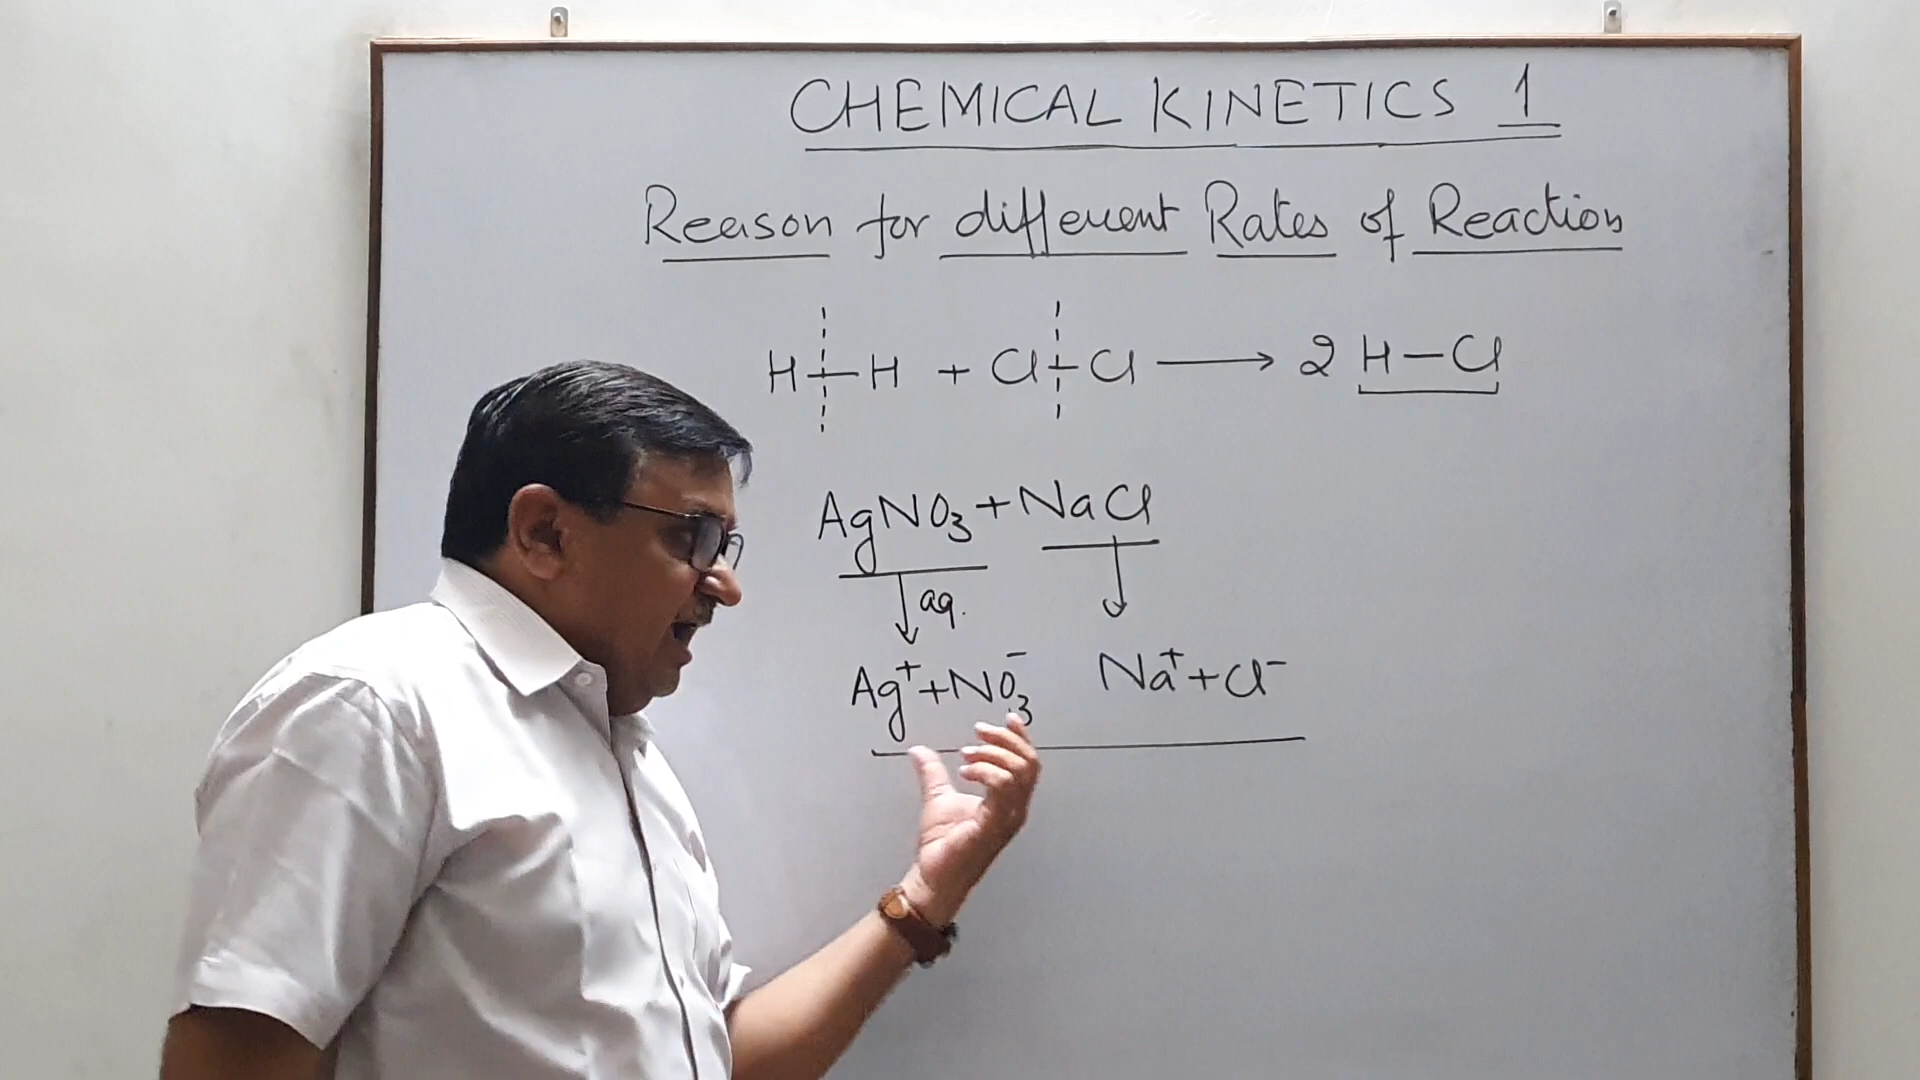 CHEMICAL KINETICS 1
Reason for different Rates of Reaction
H—H + Cl—Cl ⟶ 2 H—Cl
AgNO₃ + NaCl
↓ aq. ↓
Ag⁺ + NO₃⁻ Na⁺ + Cl⁻